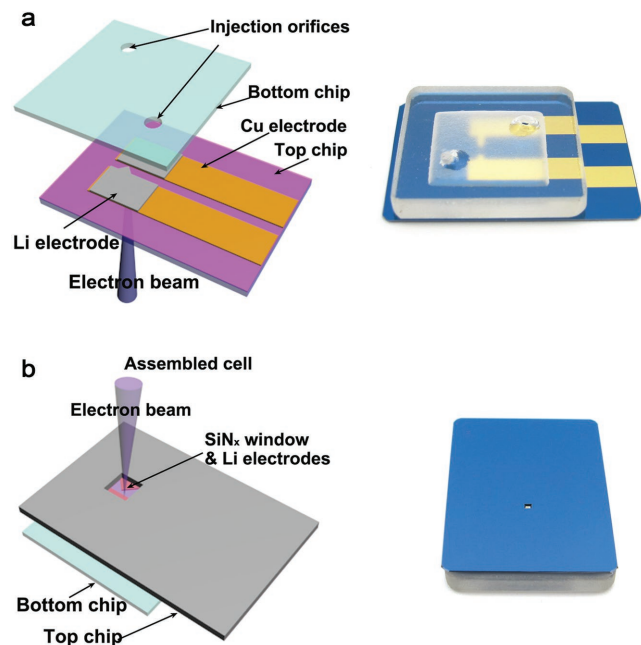 a
Injection orifices
Bottom chip
Cu electrode
Top chip
Li electrode
Electron beam
b
Assembled cell
Electron beam
SiNₓ window
& Li electrodes
Bottom chip
Top chip